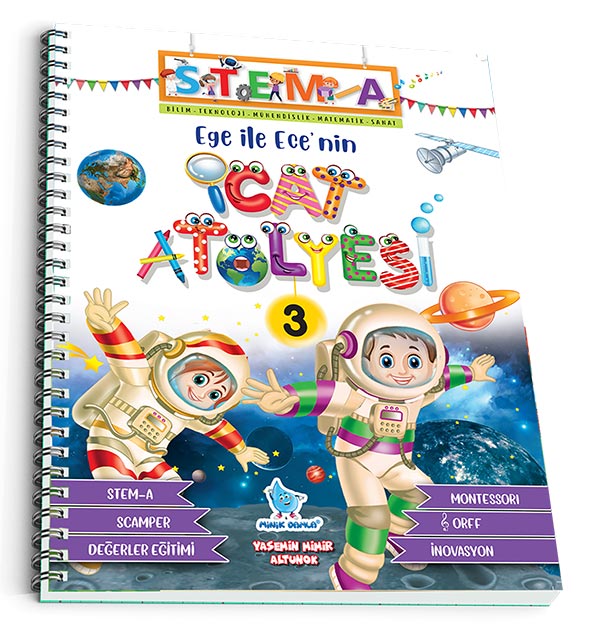 STEM-A
BİLİM - TEKNOLOJİ - MÜHENDİSLİK - MATEMATİK - SANAT
Ege ile Ece'nin
İCAT
ATÖLYESİ
3
STEM-A
SCAMPER
DEĞERLER EĞİTİMİ
MONTESSORI
ORFF
İNOVASYON
MİNİK DAMLA
YASEMİN MİMİR
ALTUNOK